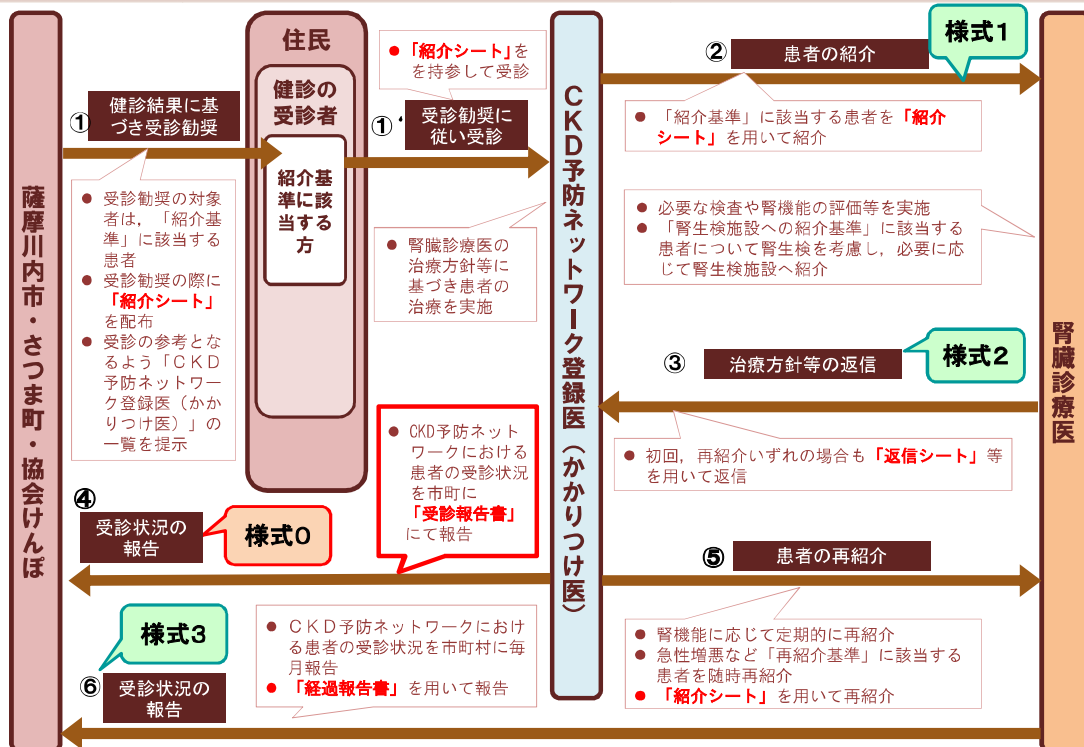 薩摩川内市・さつま町・協会けんぽ
①
健診結果に基
づき受診勧奨
● 受診勧奨の対象
者は，「紹介基
準」に該当する
患者
● 受診勧奨の際に
「紹介シート」
を配布
● 受診の参考とな
るよう「ＣＫＤ
予防ネットワー
ク登録医（かか
りつけ医）」の
一覧を提示
住民
健診の
受診者
紹介基
準に該
当する
方
● 「紹介シート」を
を持参して受診
①'
受診勧奨に
従い受診
● 腎臓診療医の
治療方針等に
基づき患者の
治療を実施
ＣＫＤ予防ネットワーク登録医（かかりつけ医）
②
患者の紹介
様式1
● 「紹介基準」に該当する患者を「紹介
シート」を用いて紹介
● 必要な検査や腎機能の評価等を実施
● 「腎生検施設への紹介基準」に該当する
患者について腎生検を考慮し，必要に応
じて腎生検施設へ紹介
腎臓診療医
③
治療方針等の返信
様式2
● 初回，再紹介いずれの場合も「返信シート」等
を用いて返信
● CKD予防ネット
ワークにおける
患者の受診状況
を市町に
「受診報告書」
にて報告
④
受診状況の
報告
様式0
⑤
患者の再紹介
● 腎機能に応じて定期的に再紹介
● 急性増悪など「再紹介基準」に該当する
患者を随時再紹介
● 「紹介シート」を用いて再紹介
様式3
⑥
受診状況の
報告
● ＣＫＤ予防ネットワークにおけ
る患者の受診状況を市町村に毎
月報告
● 「経過報告書」を用いて報告